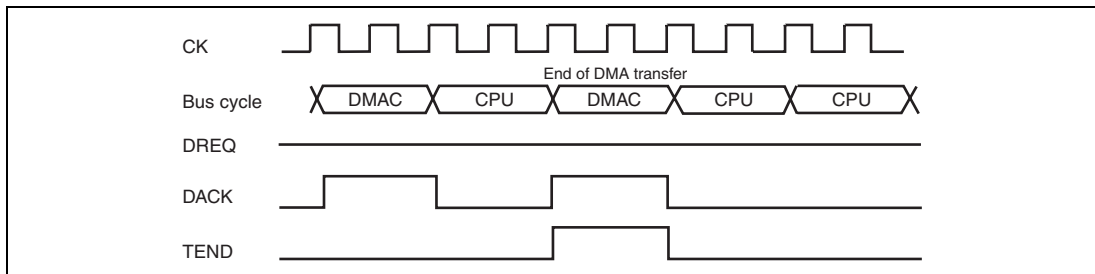 CK
End of DMA transfer
Bus cycle DMAC CPU DMAC CPU CPU
DREQ
DACK
TEND